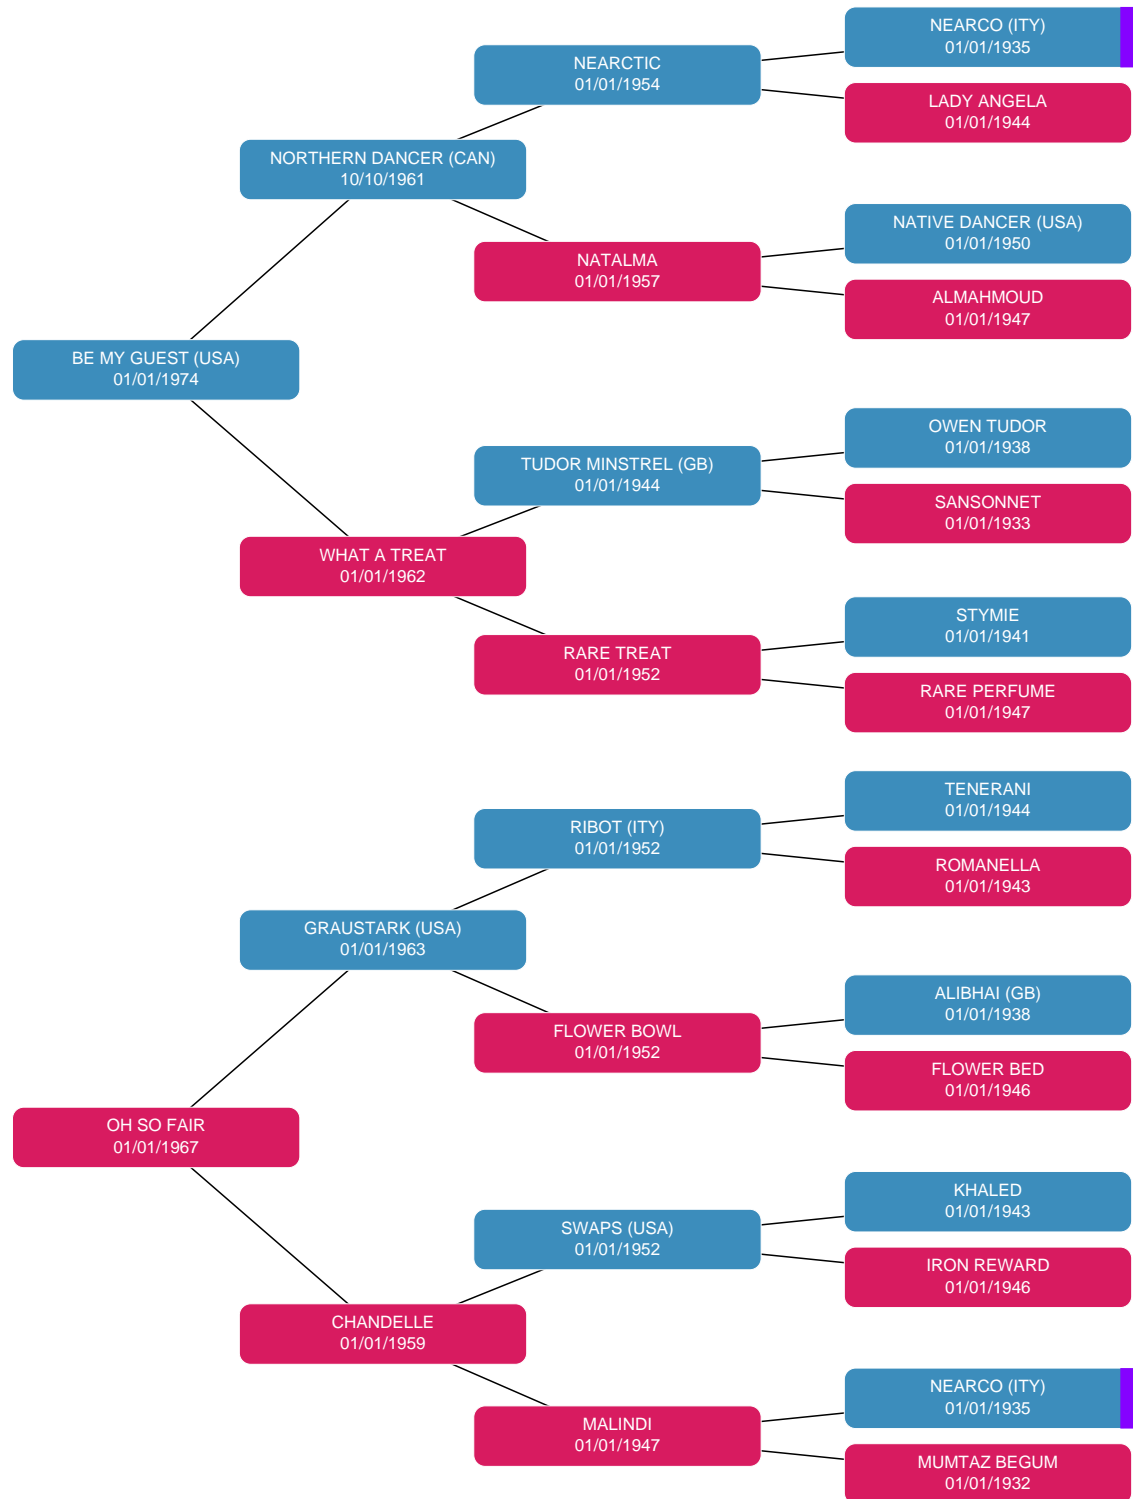 NEARCO (ITY)
01/01/1935
NEARCTIC
01/01/1954
LADY ANGELA
01/01/1944
NORTHERN DANCER (CAN)
10/10/1961
NATIVE DANCER (USA)
01/01/1950
NATALMA
01/01/1957
ALMAHMOUD
01/01/1947
BE MY GUEST (USA)
01/01/1974
OWEN TUDOR
01/01/1938
TUDOR MINSTREL (GB)
01/01/1944
SANSONNET
01/01/1933
WHAT A TREAT
01/01/1962
STYMIE
01/01/1941
RARE TREAT
01/01/1952
RARE PERFUME
01/01/1947
TENERANI
01/01/1944
RIBOT (ITY)
01/01/1952
ROMANELLA
01/01/1943
GRAUSTARK (USA)
01/01/1963
ALIBHAI (GB)
01/01/1938
FLOWER BOWL
01/01/1952
FLOWER BED
01/01/1946
OH SO FAIR
01/01/1967
KHALED
01/01/1943
SWAPS (USA)
01/01/1952
IRON REWARD
01/01/1946
CHANDELLE
01/01/1959
NEARCO (ITY)
01/01/1935
MALINDI
01/01/1947
MUMTAZ BEGUM
01/01/1932